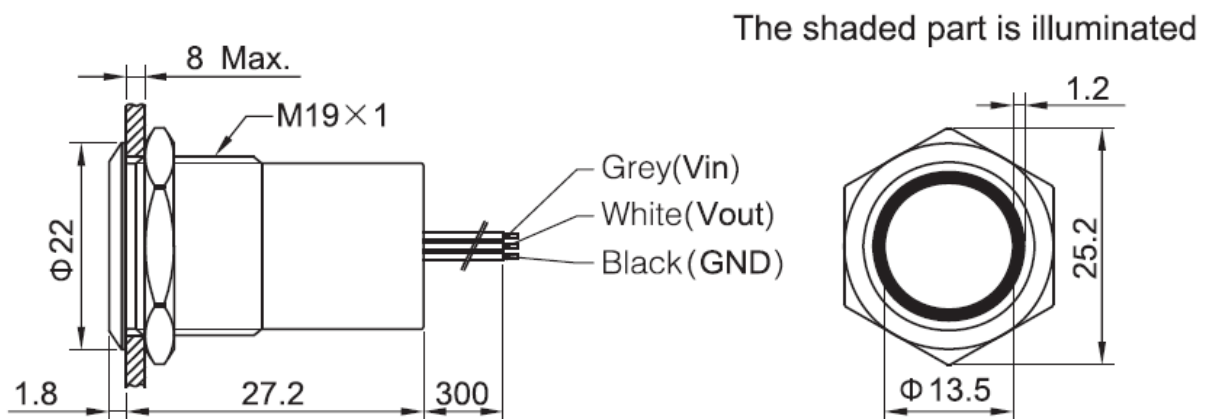 The shaded part is illuminated
8 Max.
1.2
M19×1
Grey(Vin)
White(Vout)
Black(GND)
Φ22
25.2
1.8
27.2
300
Φ13.5